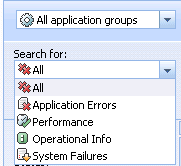 All application groups
Search for:
All
All
Application Errors
Performance
Operational Info
System Failures